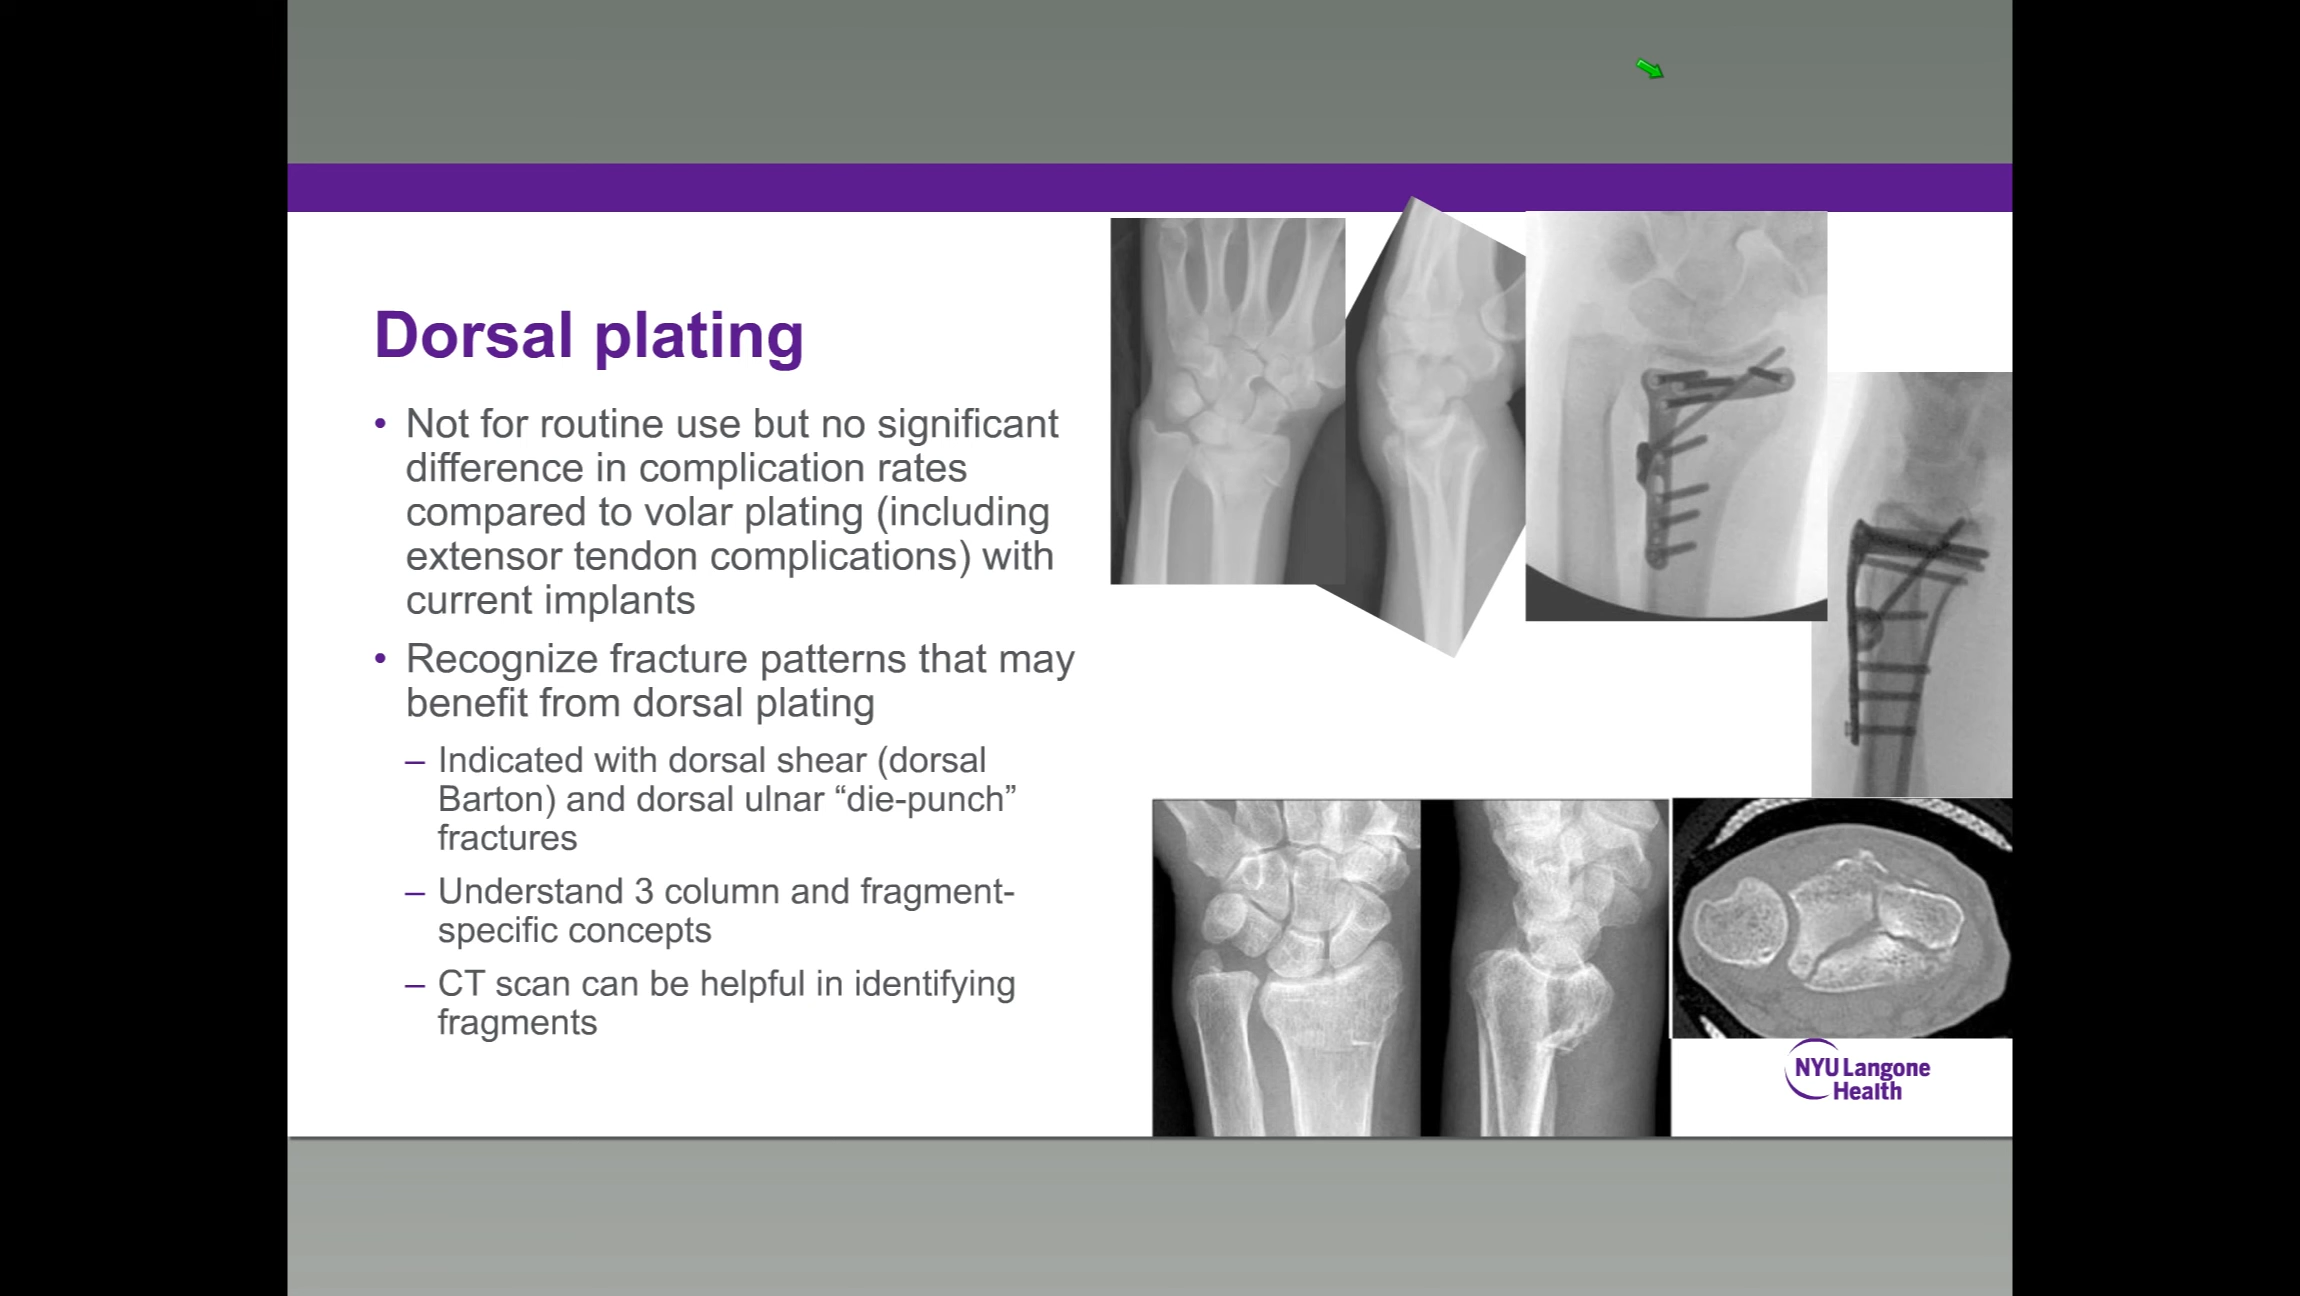 Dorsal plating
• Not for routine use but no significant
difference in complication rates
compared to volar plating (including
extensor tendon complications) with
current implants
• Recognize fracture patterns that may
benefit from dorsal plating
– Indicated with dorsal shear (dorsal
Barton) and dorsal ulnar “die-punch”
fractures
– Understand 3 column and fragment-
specific concepts
– CT scan can be helpful in identifying
fragments
NYU Langone
Health